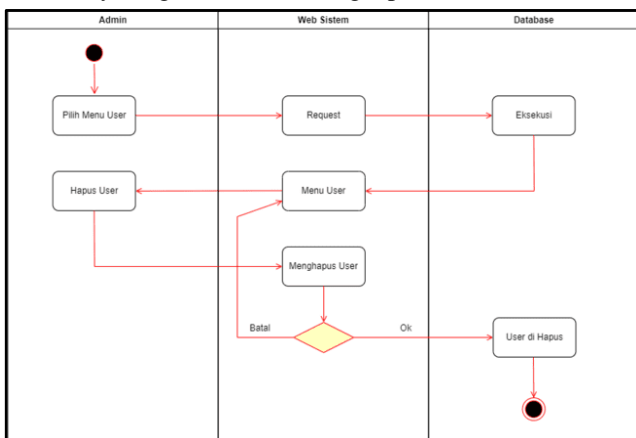 Admin
Web Sistem
Database
Pilih Menu User
Request
Eksekusi
Hapus User
Menu User
Menghapus User
Batal
Ok
User di Hapus